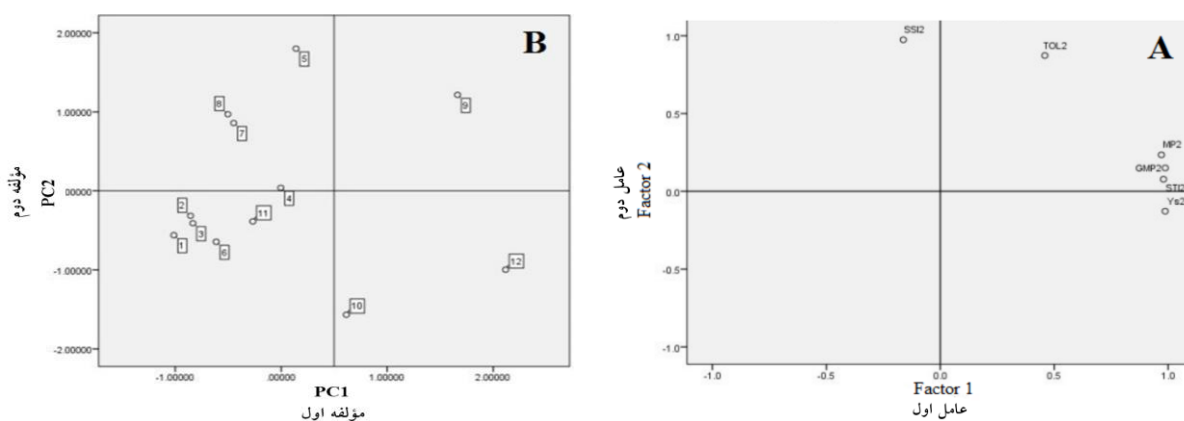 B
2.00000
1.00000
.00000
-1.00000
-2.00000
5
8
7
9
4
2
11
3
1
6
12
10
مؤلفه دوم
PC2
-1.00000 .00000 1.00000 2.00000
PC1
مؤلفه اول
A
1.0
0.5
0.0
-0.5
-1.0
SSI2
TOL2
MP2
GMP2
STI2
Ys2
عامل دوم
Factor 2
-1.0 -0.5 0.0 0.5 1.0
Factor 1
عامل اول